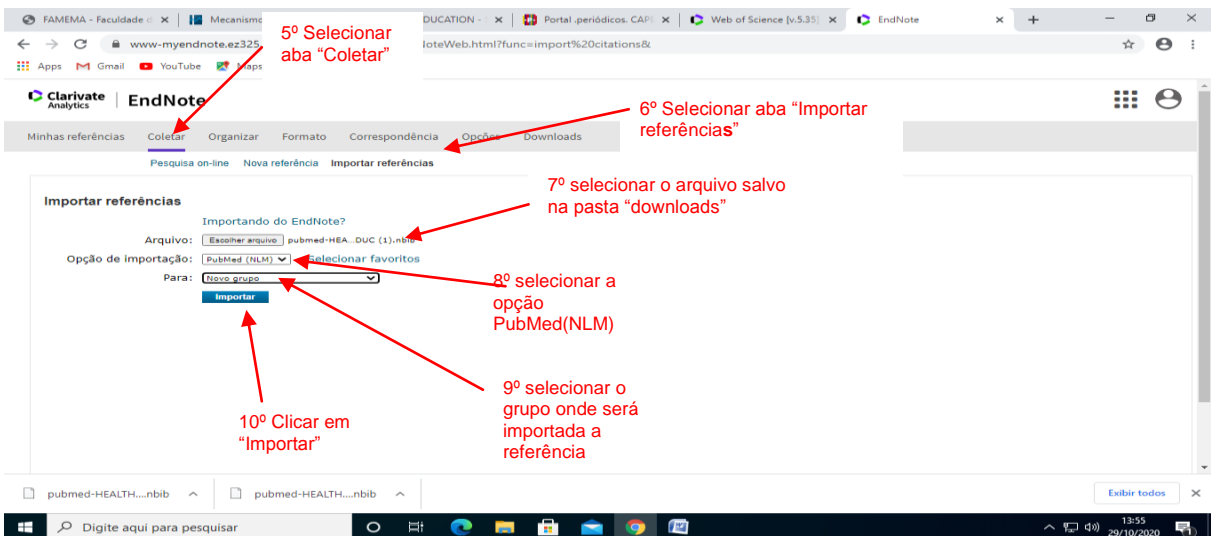 FAMEMA - Faculdade d
Mecanismo
DUCATION -
Portal .periódicos. CAP
Web of Science [v.5.35]
EndNote
www-myendnote.ez325.
loteWeb.html?func=import%20citations&
Apps
Gmail
YouTube
Maps
5º Selecionar
aba “Coletar”
Clarivate
Analytics
EndNote
6º Selecionar aba “Importar
referências”
Minhas referências Coletar Organizar Formato Correspondência Opções Downloads
Pesquisa on-line Nova referência Importar referências
7º selecionar o arquivo salvo
na pasta “downloads”
Importar referências
Importando do EndNote?
Arquivo: Escolher arquivo pubmed-HEA...DUC (1).nbib
Opção de importação: PubMed (NLM) Selecionar favoritos
Para: Novo grupo
Importar
8º selecionar a
opção
PubMed(NLM)
9º selecionar o
grupo onde será
importada a
referência
10º Clicar em
“Importar”
pubmed-HEALTH....nbib
pubmed-HEALTH....nbib
Exibir todos
Digite aqui para pesquisar
13:55
29/10/2020